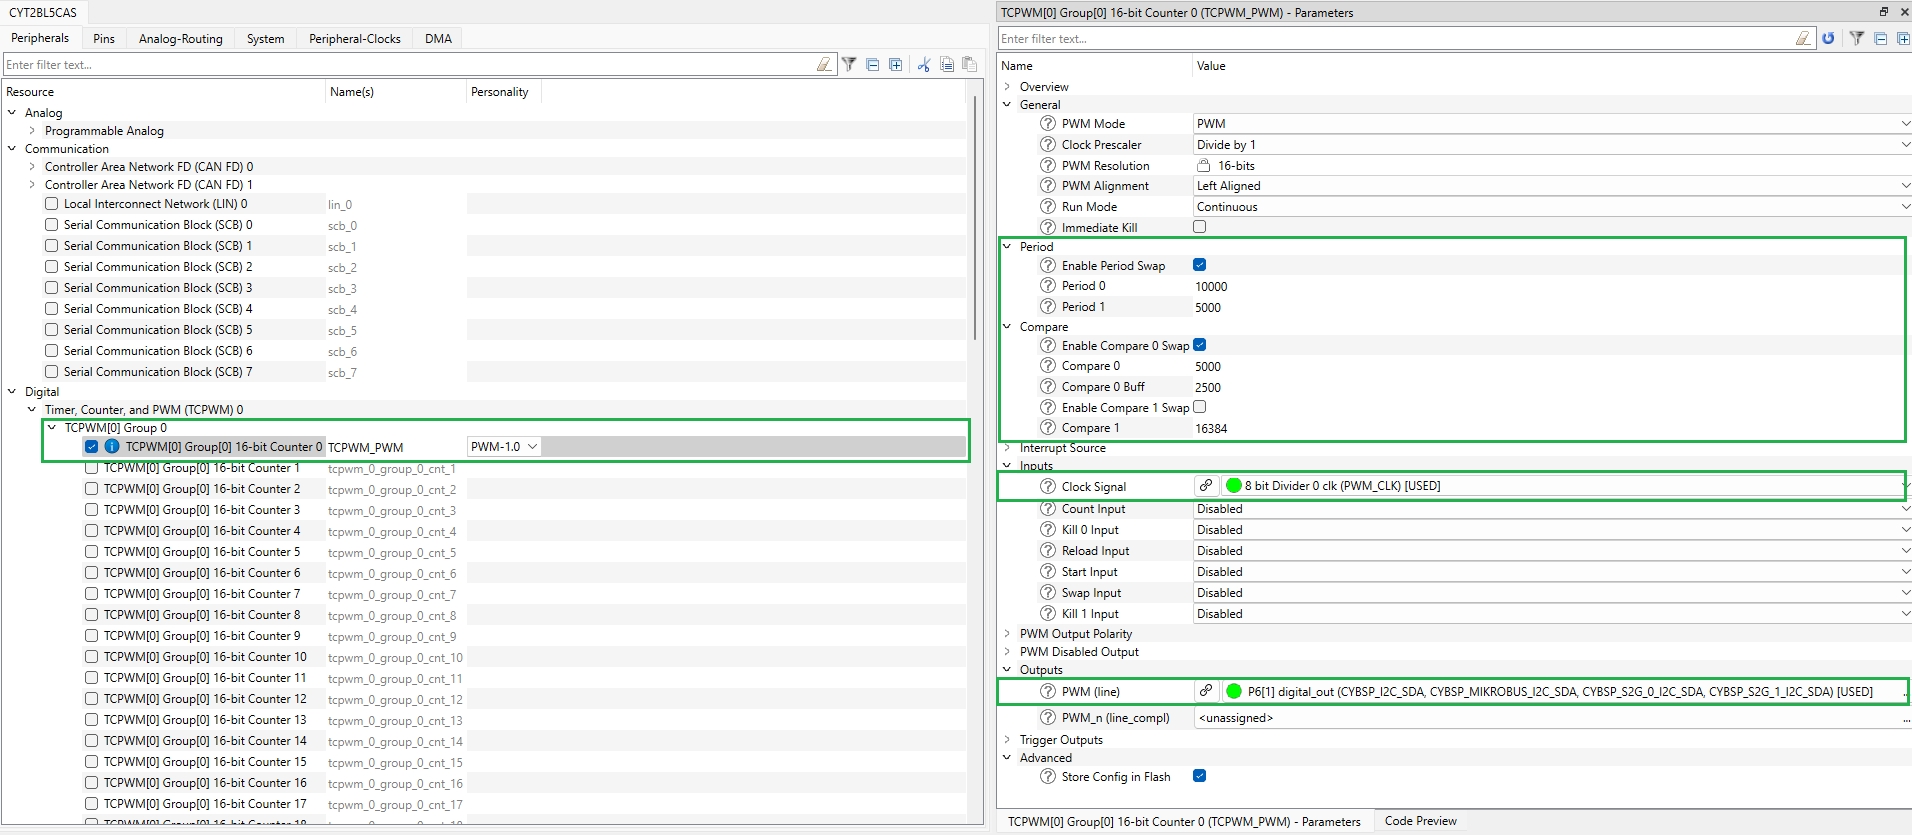 CYT2BL5CAS
Peripherals Pins Analog-Routing System Peripheral-Clocks DMA
Enter filter text...
Resource Name(s) Personality
Analog
Programmable Analog
Communication
Controller Area Network FD (CAN FD) 0
Controller Area Network FD (CAN FD) 1
Local Interconnect Network (LIN) 0 lin_0
Serial Communication Block (SCB) 0 scb_0
Serial Communication Block (SCB) 1 scb_1
Serial Communication Block (SCB) 2 scb_2
Serial Communication Block (SCB) 3 scb_3
Serial Communication Block (SCB) 4 scb_4
Serial Communication Block (SCB) 5 scb_5
Serial Communication Block (SCB) 6 scb_6
Serial Communication Block (SCB) 7 scb_7
Digital
Timer, Counter, and PWM (TCPWM) 0
TCPWM[0] Group 0
TCPWM[0] Group[0] 16-bit Counter 0 TCPWM_PWM PWM-1.0
TCPWM[0] Group[0] 16-bit Counter 1 tcpwm_0_group_0_cnt_1
TCPWM[0] Group[0] 16-bit Counter 2 tcpwm_0_group_0_cnt_2
TCPWM[0] Group[0] 16-bit Counter 3 tcpwm_0_group_0_cnt_3
TCPWM[0] Group[0] 16-bit Counter 4 tcpwm_0_group_0_cnt_4
TCPWM[0] Group[0] 16-bit Counter 5 tcpwm_0_group_0_cnt_5
TCPWM[0] Group[0] 16-bit Counter 6 tcpwm_0_group_0_cnt_6
TCPWM[0] Group[0] 16-bit Counter 7 tcpwm_0_group_0_cnt_7
TCPWM[0] Group[0] 16-bit Counter 8 tcpwm_0_group_0_cnt_8
TCPWM[0] Group[0] 16-bit Counter 9 tcpwm_0_group_0_cnt_9
TCPWM[0] Group[0] 16-bit Counter 10 tcpwm_0_group_0_cnt_10
TCPWM[0] Group[0] 16-bit Counter 11 tcpwm_0_group_0_cnt_11
TCPWM[0] Group[0] 16-bit Counter 12 tcpwm_0_group_0_cnt_12
TCPWM[0] Group[0] 16-bit Counter 13 tcpwm_0_group_0_cnt_13
TCPWM[0] Group[0] 16-bit Counter 14 tcpwm_0_group_0_cnt_14
TCPWM[0] Group[0] 16-bit Counter 15 tcpwm_0_group_0_cnt_15
TCPWM[0] Group[0] 16-bit Counter 16 tcpwm_0_group_0_cnt_16
TCPWM[0] Group[0] 16-bit Counter 17 tcpwm_0_group_0_cnt_17
TCPWM[0] Group[0] 16-bit Counter 0 (TCPWM_PWM) - Parameters
Enter filter text...
Name Value
Overview
General
PWM Mode PWM
Clock Prescaler Divide by 1
PWM Resolution 16-bits
PWM Alignment Left Aligned
Run Mode Continuous
Immediate Kill
Period
Enable Period Swap
Period 0 10000
Period 1 5000
Compare
Enable Compare 0 Swap
Compare 0 5000
Compare 0 Buff 2500
Enable Compare 1 Swap
Compare 1 16384
Interrupt Source
Inputs
Clock Signal 8 bit Divider 0 clk (PWM_CLK) [USED]
Count Input Disabled
Kill 0 Input Disabled
Reload Input Disabled
Start Input Disabled
Swap Input Disabled
Kill 1 Input Disabled
PWM Output Polarity
PWM Disabled Output
Outputs
PWM (line) P6[1] digital_out (CYBSP_I2C_SDA, CYBSP_MIKROBUS_I2C_SDA, CYBSP_S2G_0_I2C_SDA, CYBSP_S2G_1_I2C_SDA) [USED] ...
PWM_n (line_compl) <unassigned> ...
Trigger Outputs
Advanced
Store Config in Flash
TCPWM[0] Group[0] 16-bit Counter 0 (TCPWM_PWM) - Parameters Code Preview